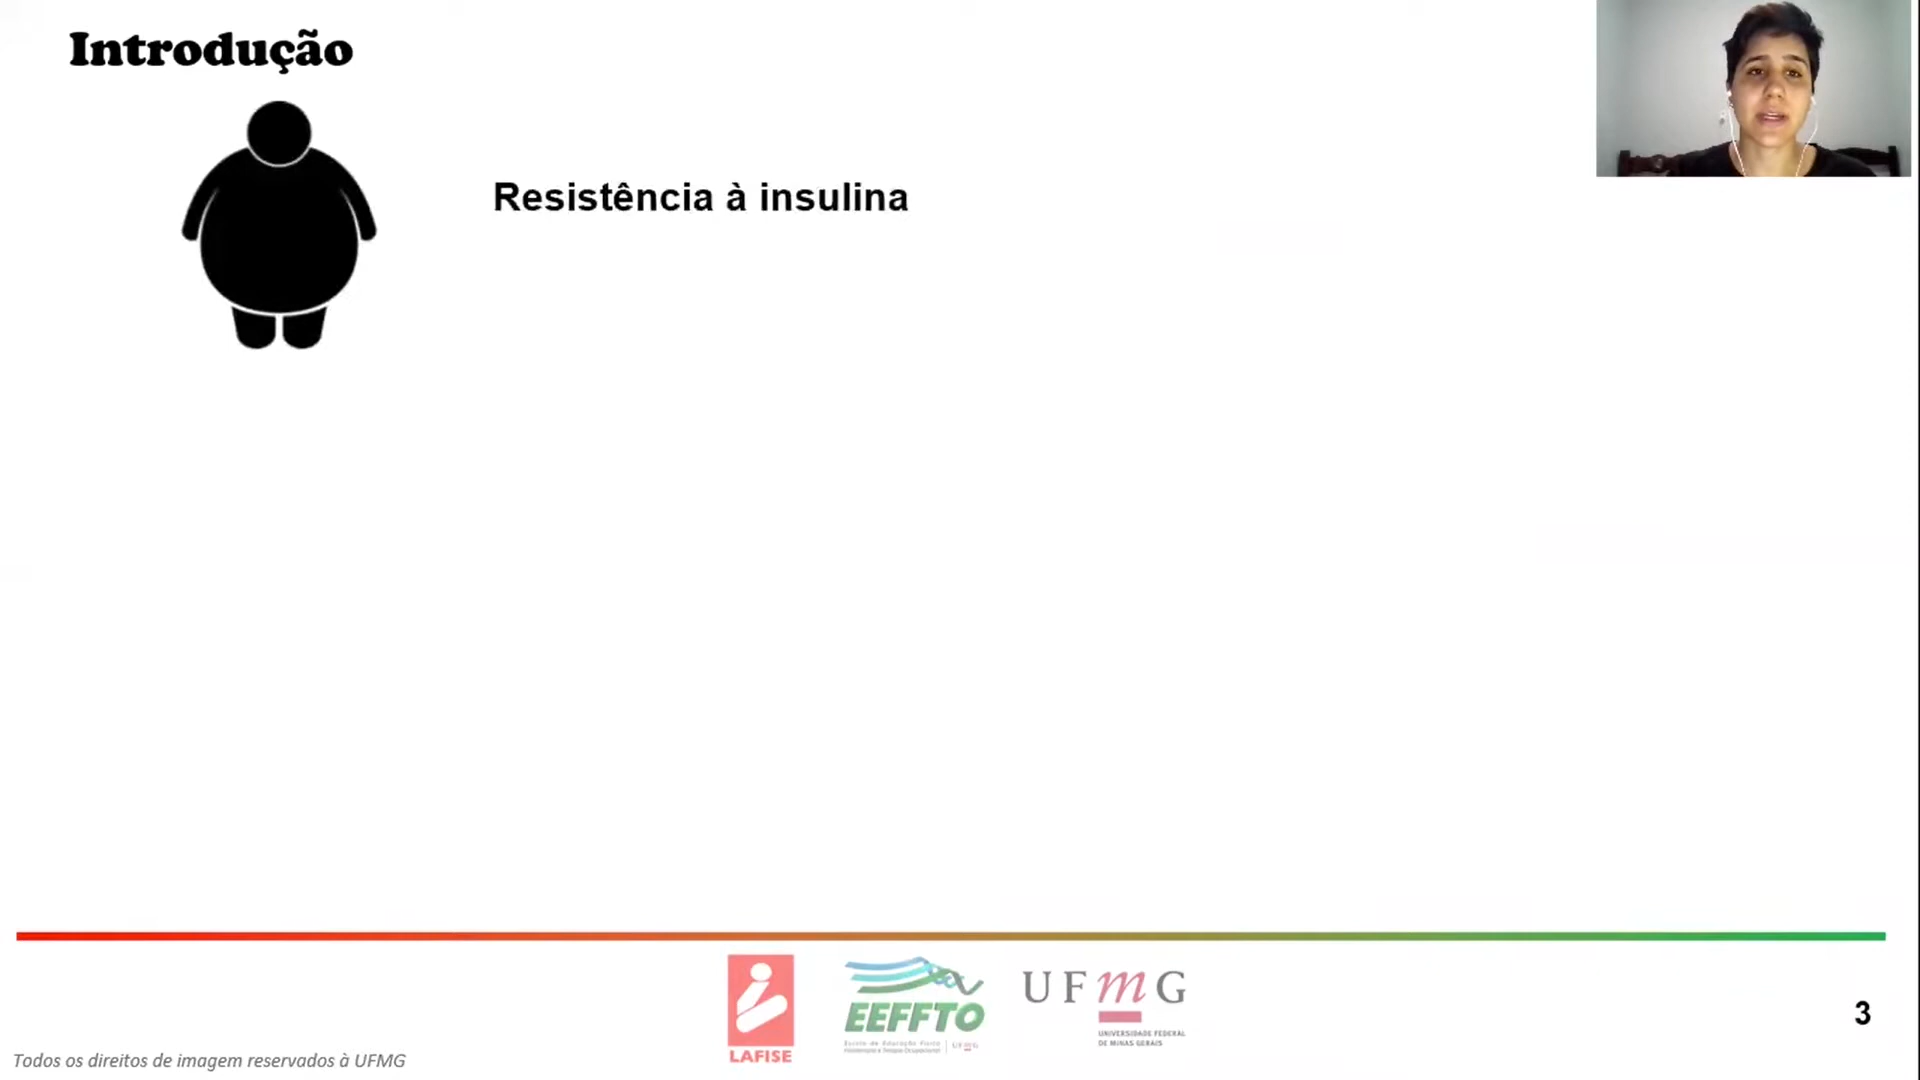 Introdução
Resistência à insulina
LAFISE
EEFFTO
Escola de Educação Física
Fisioterapia e Terapia Ocupacional
UFMG
UFmG
UNIVERSIDADE FEDERAL
DE MINAS GERAIS
3
Todos os direitos de imagem reservados à UFMG